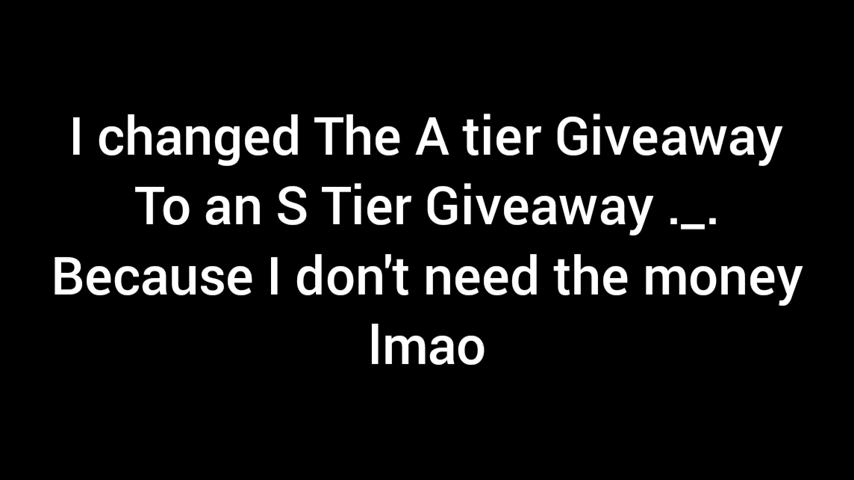 I changed The A tier Giveaway
To an S Tier Giveaway ._.
Because I don't need the money
lmao